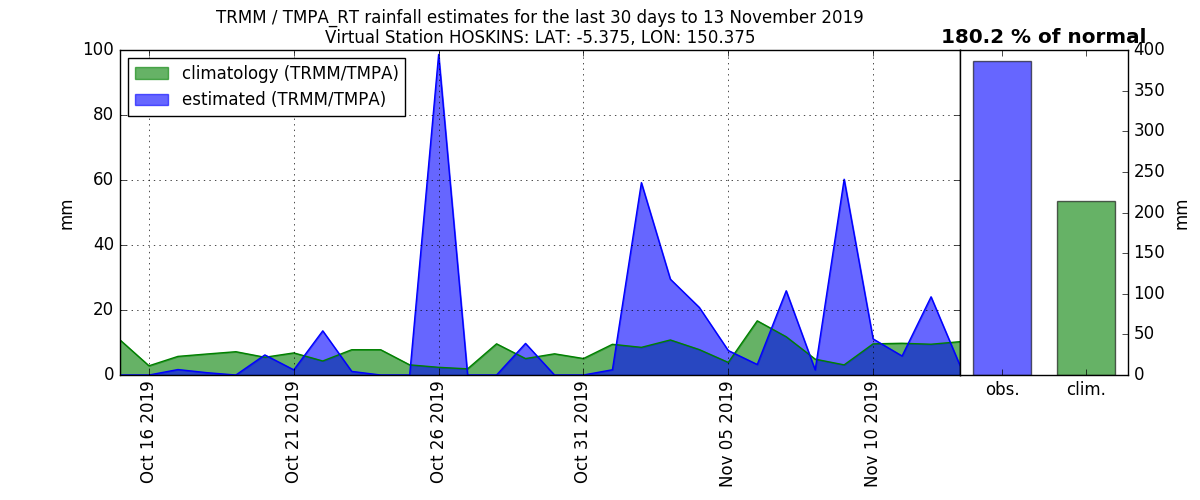 TRMM / TMPA_RT rainfall estimates for the last 30 days to 13 November 2019
Virtual Station HOSKINS: LAT: -5.375, LON: 150.375
180.2 % of normal
climatology (TRMM/TMPA)
estimated (TRMM/TMPA)
100
80
60
40
20
0
mm
Oct 16 2019
Oct 21 2019
Oct 26 2019
Oct 31 2019
Nov 05 2019
Nov 10 2019
obs.
clim.
400
350
300
250
200
150
100
50
0
mm